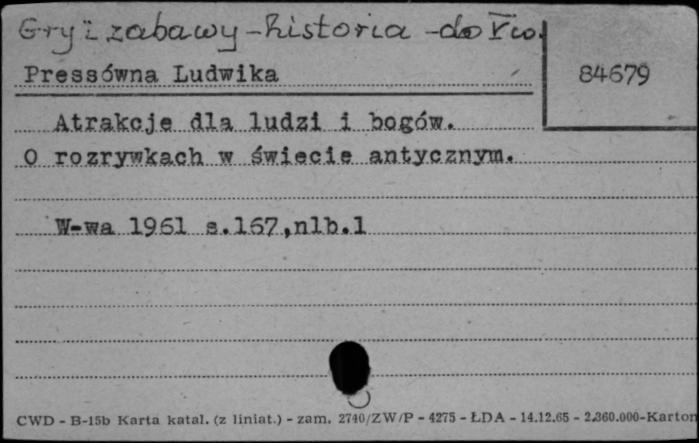 Gry i zabawy - historia - do V w.
Pressówna Ludwika
84679
Atrakcje dla ludzi i bogów.
O rozrywkach w świecie antycznym.
W-wa 1961 s.167,nlb.1
CWD - B-15b Karta katal. (z liniat.) - zam. 2740/ZW/P - 4275 - ŁDA - 14.12.65 - 2.360.000-Karton